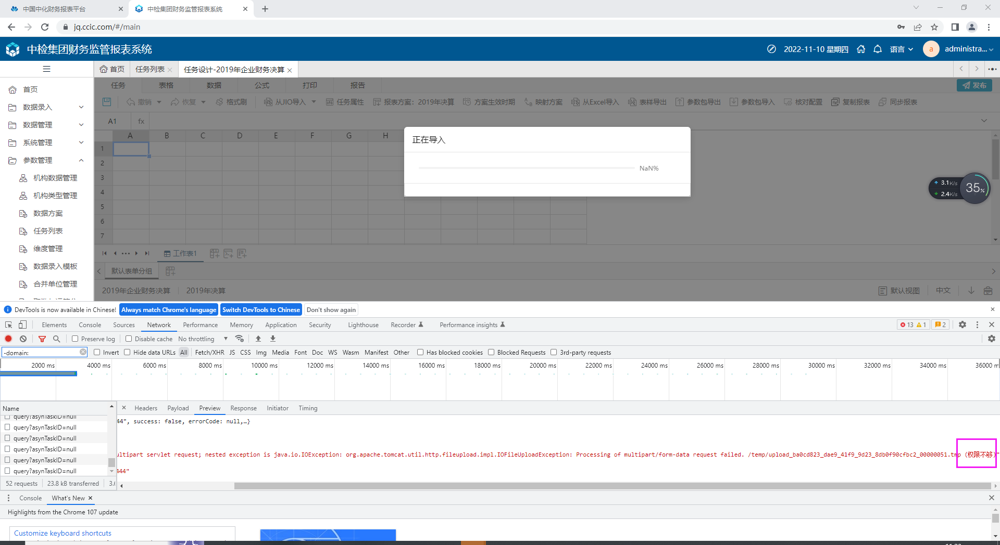 中国中化财务报表平台
中检集团财务监管报表系统
jq.ccic.com/#/main
中检集团财务监管报表系统
2022-11-10 星期四
语言
a
administra...
首页
任务列表
任务设计-2019年企业财务决算
首页
数据录入
数据管理
系统管理
参数管理
机构数据管理
机构类型管理
数据方案
任务列表
维度管理
数据录入模板
合并单位管理
任务 表格 数据 公式 打印 报告
发布
撤销 恢复 格式刷 从JIO导入 任务属性 报表方案：2019年决算 方案生效时期 映射方案 从Excel导入 表样导出 参数包导出 参数包导入 核对配置 复制报表 同步报表
A1 fx
A B C D E F G H
1
2
3
4
5
6
7
正在导入
NaN%
3.1K/s
2.4K/s
35%
工作表1
默认表单分组
2019年企业财务决算 2019年决算
默认视图 中文
DevTools is now available in Chinese! Always match Chrome's language Switch DevTools to Chinese Don't show again
Elements Console Sources Network Performance Memory Application Security Lighthouse Recorder Performance insights
13 1 2
Preserve log Disable cache No throttling
-domain: Invert Hide data URLs All Fetch/XHR JS CSS Img Media Font Doc WS Wasm Manifest Other Has blocked cookies Blocked Requests 3rd-party requests
2000 ms 4000 ms 6000 ms 8000 ms 10000 ms 12000 ms 14000 ms 16000 ms 18000 ms 20000 ms 22000 ms 24000 ms 26000 ms 28000 ms 30000 ms 32000 ms 34000 ms 36000 m
Name
query?asynTaskID=null
query?asynTaskID=null
query?asynTaskID=null
query?asynTaskID=null
query?asynTaskID=null
query?asynTaskID=null
52 requests 23.8 kB transferred 3.
Headers Payload Preview Response Initiator Timing
44", success: false, errorCode: null,…}
ultipart servlet request; nested exception is java.io.IOException: org.apache.tomcat.util.http.fileupload.impl.IOFileUploadException: Processing of multipart/form-data request failed. /temp/upload_ba0cd823_dae9_41f9_9d23_8db0f90cfbc2_00000051.tmp (权限不够)"
444"
Console What's New
Highlights from the Chrome 107 update
Customize keyboard shortcuts